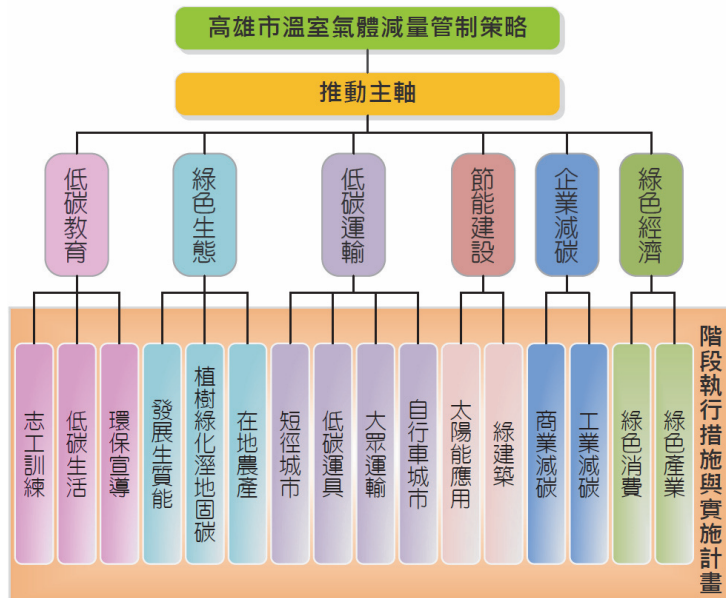 高雄市溫室氣體減量管制策略
推動主軸
低碳教育
綠色生態
低碳運輸
節能建設
企業減碳
綠色經濟
志工訓練
低碳生活
環保宣導
發展生質能
植樹綠化溼地固碳
在地農產
短徑城市
低碳運具
大眾運輸
自行車城市
太陽能應用
綠建築
商業減碳
工業減碳
綠色消費
綠色產業
階段執行措施與實施計畫